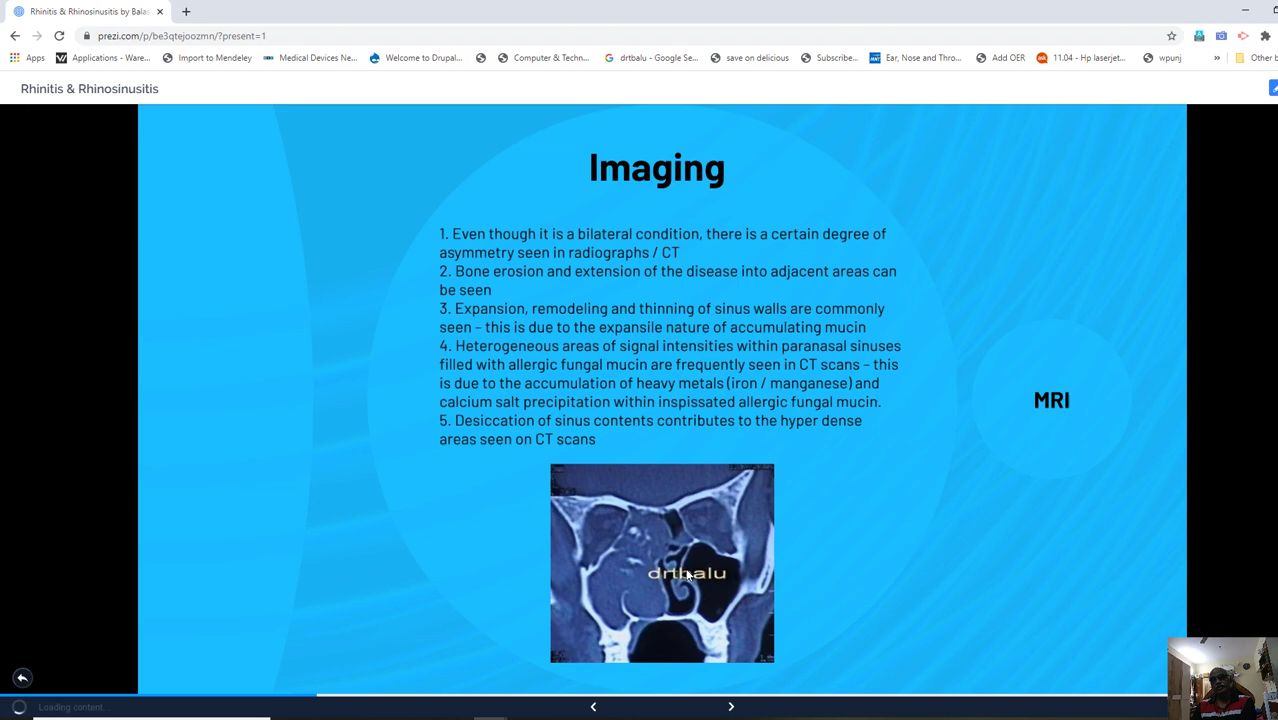 Rhinitis & Rhinosinusitis by Balas
prezi.com/p/be3qtejoozmn/?present=1
Apps Applications - Ware... Import to Mendeley Medical Devices Ne... Welcome to Drupal... Computer & Techn... drtbalu - Google Se... save on delicious Subscribe... Ear, Nose and Thro... Add OER 11.04 - Hp laserjet... wpunj » Other b
Rhinitis & Rhinosinusitis
Imaging
1. Even though it is a bilateral condition, there is a certain degree of
asymmetry seen in radiographs / CT
2. Bone erosion and extension of the disease into adjacent areas can
be seen
3. Expansion, remodeling and thinning of sinus walls are commonly
seen – this is due to the expansile nature of accumulating mucin
4. Heterogeneous areas of signal intensities within paranasal sinuses
filled with allergic fungal mucin are frequently seen in CT scans – this
is due to the accumulation of heavy metals (iron / manganese) and
calcium salt precipitation within inspissated allergic fungal mucin.
5. Desiccation of sinus contents contributes to the hyper dense
areas seen on CT scans
MRI
drtbalu
Loading content...